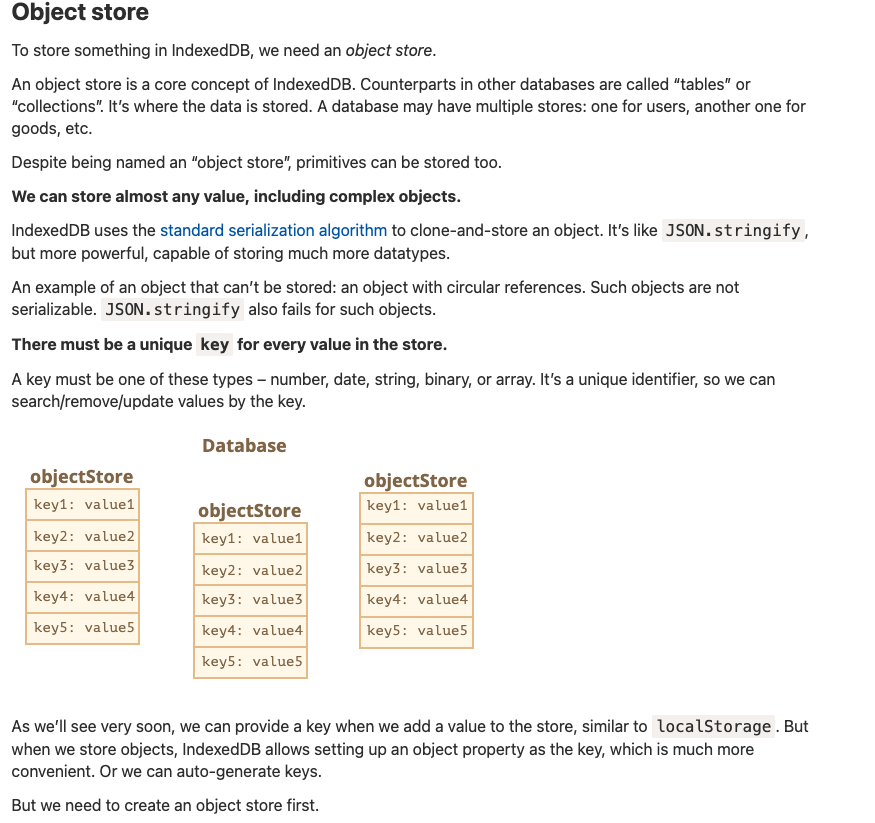 Object store
To store something in IndexedDB, we need an object store.
An object store is a core concept of IndexedDB. Counterparts in other databases are called “tables” or
“collections”. It’s where the data is stored. A database may have multiple stores: one for users, another one for
goods, etc.
Despite being named an “object store”, primitives can be stored too.
We can store almost any value, including complex objects.
IndexedDB uses the standard serialization algorithm to clone-and-store an object. It’s like JSON.stringify,
but more powerful, capable of storing much more datatypes.
An example of an object that can’t be stored: an object with circular references. Such objects are not
serializable. JSON.stringify also fails for such objects.
There must be a unique key for every value in the store.
A key must be one of these types – number, date, string, binary, or array. It’s a unique identifier, so we can
search/remove/update values by the key.
Database
objectStore
key1: value1
key2: value2
key3: value3
key4: value4
key5: value5
objectStore
key1: value1
key2: value2
key3: value3
key4: value4
key5: value5
objectStore
key1: value1
key2: value2
key3: value3
key4: value4
key5: value5
As we’ll see very soon, we can provide a key when we add a value to the store, similar to localStorage. But
when we store objects, IndexedDB allows setting up an object property as the key, which is much more
convenient. Or we can auto-generate keys.
But we need to create an object store first.